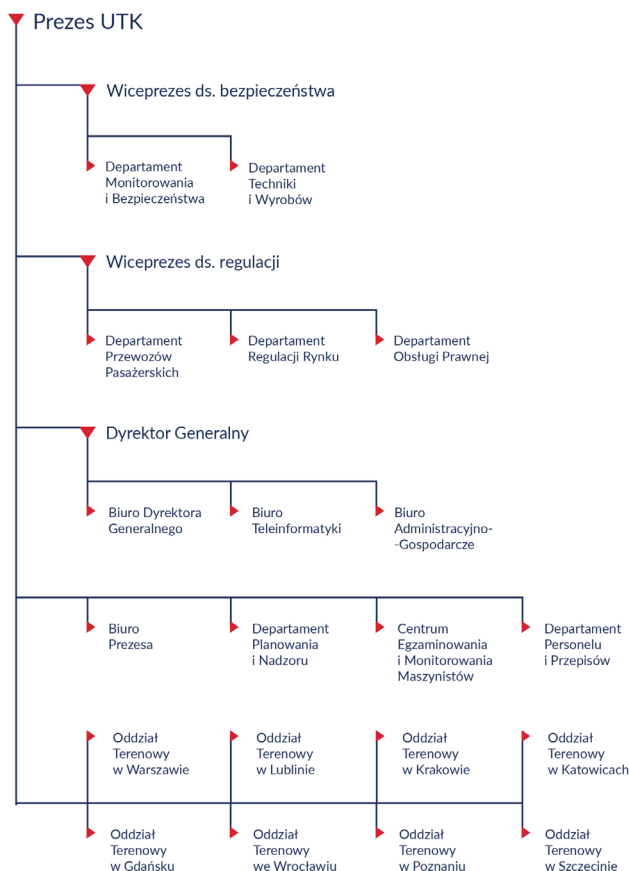 Prezes UTK
Wiceprezes ds. bezpieczeństwa
Departament
Monitorowania
i Bezpieczeństwa
Departament
Techniki
i Wyrobów
Wiceprezes ds. regulacji
Departament
Przewozów
Pasażerskich
Departament
Regulacji Rynku
Departament
Obsługi Prawnej
Dyrektor Generalny
Biuro Dyrektora
Generalnego
Biuro
Teleinformatyki
Biuro
Administracyjno-
-Gospodarcze
Biuro
Prezesa
Departament
Planowania
i Nadzoru
Centrum
Egzaminowania
i Monitorowania
Maszynistów
Departament
Personelu
i Przepisów
Oddział
Terenowy
w Warszawie
Oddział
Terenowy
w Lublinie
Oddział
Terenowy
w Krakowie
Oddział
Terenowy
w Katowicach
Oddział
Terenowy
w Gdańsku
Oddział
Terenowy
we Wrocławiu
Oddział
Terenowy
w Poznaniu
Oddział
Terenowy
w Szczecinie